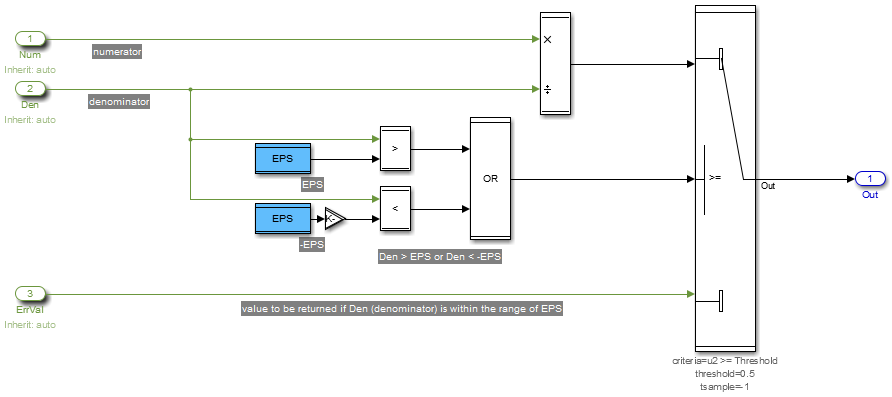 1
Num
Inherit: auto
numerator
×
2
Den
Inherit: auto
denominator
÷
EPS
>
EPS
EPS
K-
<
-EPS
OR
Den > EPS or Den < -EPS
>=
Out
1
Out
3
ErrVal
Inherit: auto
value to be returned if Den (denominator) is within the range of EPS
criteria=u2 >= Threshold
threshold=0.5
tsample=-1